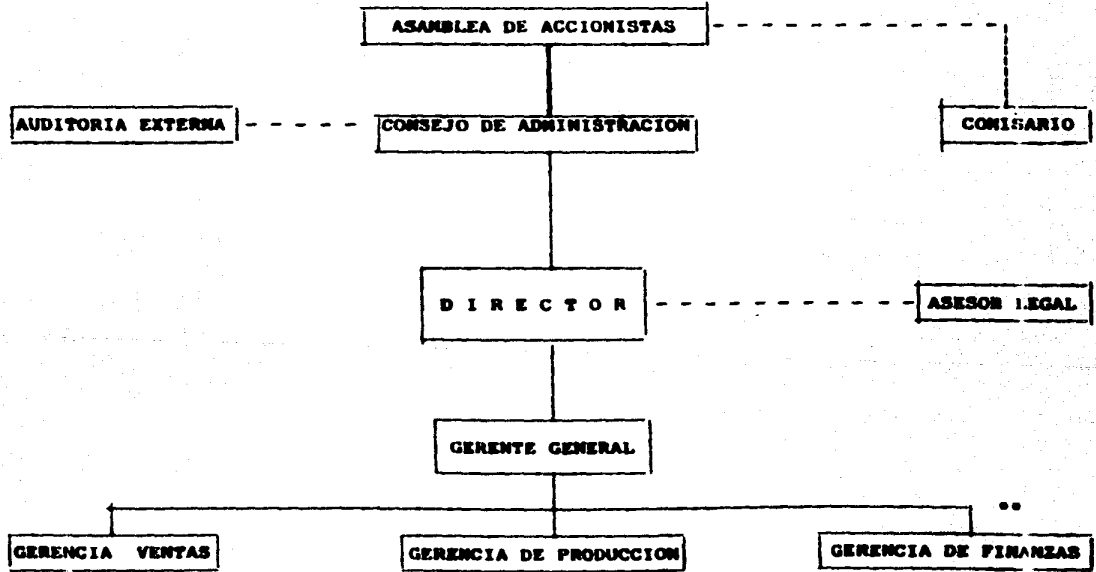 ASAMBLEA DE ACCIONISTAS
AUDITORIA EXTERNA
CONSEJO DE ADMINISTRACION
COMISARIO
DIRECTOR
ASESOR LEGAL
GERENTE GENERAL
**
GERENCIA VENTAS
GERENCIA DE PRODUCCION
GERENCIA DE FINANZAS